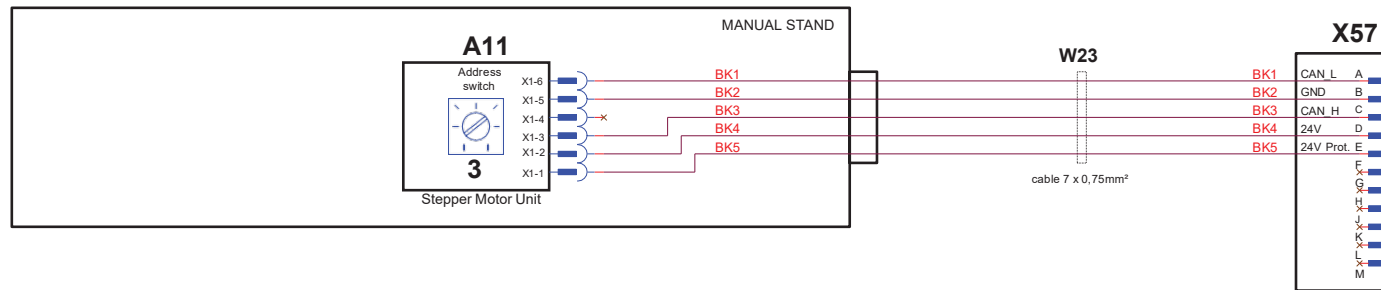 MANUAL STAND
X57
A11
W23
Address
switch
X1-6 BK1 BK1 CAN_L A
X1-5 BK2 BK2 GND B
X1-4 BK3 BK3 CAN_H C
X1-3 BK4 BK4 24V D
X1-2 BK5 BK5 24V Prot. E
X1-1
3
Stepper Motor Unit
cable 7 x 0,75mm²
F
G
H
J
K
L
M